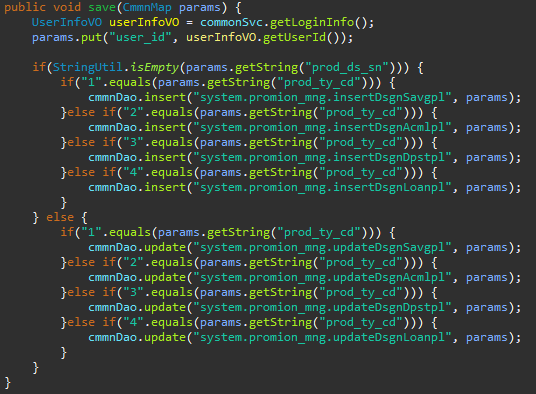 public void save(CmmnMap params) {
    UserInfoVO userInfoVO = commonSvc.getLoginInfo();
    params.put("user_id", userInfoVO.getUserId());

    if(StringUtil.isEmpty(params.getString("prod_ds_sn"))) {
        if("1".equals(params.getString("prod_ty_cd"))) {
            cmmnDao.insert("system.promion_mng.insertDsgnSavgpl", params);
        }else if("2".equals(params.getString("prod_ty_cd"))) {
            cmmnDao.insert("system.promion_mng.insertDsgnAcmlpl", params);
        }else if("3".equals(params.getString("prod_ty_cd"))) {
            cmmnDao.insert("system.promion_mng.insertDsgnDpstpl", params);
        }else if("4".equals(params.getString("prod_ty_cd"))) {
            cmmnDao.insert("system.promion_mng.insertDsgnLoanpl", params);
        }
    } else {
        if("1".equals(params.getString("prod_ty_cd"))) {
            cmmnDao.update("system.promion_mng.updateDsgnSavgpl", params);
        }else if("2".equals(params.getString("prod_ty_cd"))) {
            cmmnDao.update("system.promion_mng.updateDsgnAcmlpl", params);
        }else if("3".equals(params.getString("prod_ty_cd"))) {
            cmmnDao.update("system.promion_mng.updateDsgnDpstpl", params);
        }else if("4".equals(params.getString("prod_ty_cd"))) {
            cmmnDao.update("system.promion_mng.updateDsgnLoanpl", params);
        }
    }
}